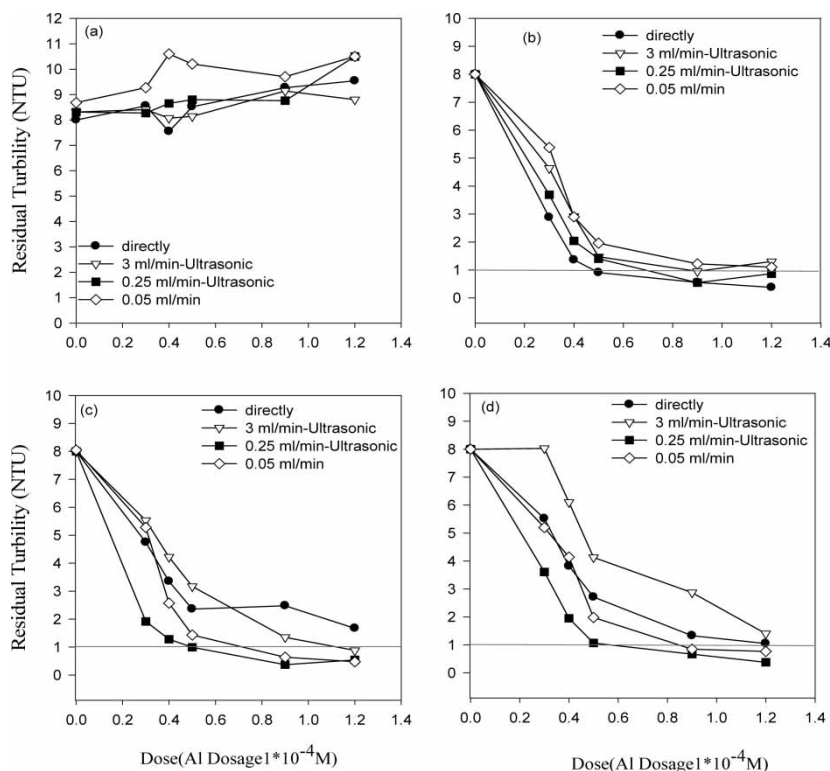 (a)
Residual Turbility (NTU)
12
11
10
9
8
7
6
5
4
3
2
1
0
directly
3 ml/min-Ultrasonic
0.25 ml/min-Ultrasonic
0.05 ml/min
0.0 0.2 0.4 0.6 0.8 1.0 1.2 1.4
(b)
10
9
8
7
6
5
4
3
2
1
0
directly
3 ml/min-Ultrasonic
0.25 ml/min-Ultrasonic
0.05 ml/min
0.0 0.2 0.4 0.6 0.8 1.0 1.2 1.4
(c)
Residual Turbility (NTU)
10
9
8
7
6
5
4
3
2
1
0
directly
3 ml/min-Ultrasonic
0.25 ml/min-Ultrasonic
0.05 ml/min
0.0 0.2 0.4 0.6 0.8 1.0 1.2 1.4
Dose(Al Dosage1*10-4M)
(d)
10
9
8
7
6
5
4
3
2
1
0
directly
3 ml/min-Ultrasonic
0.25 ml/min-Ultrasonic
0.05 ml/min
0.0 0.2 0.4 0.6 0.8 1.0 1.2 1.4
Dose(Al Dosage1*10-4M)